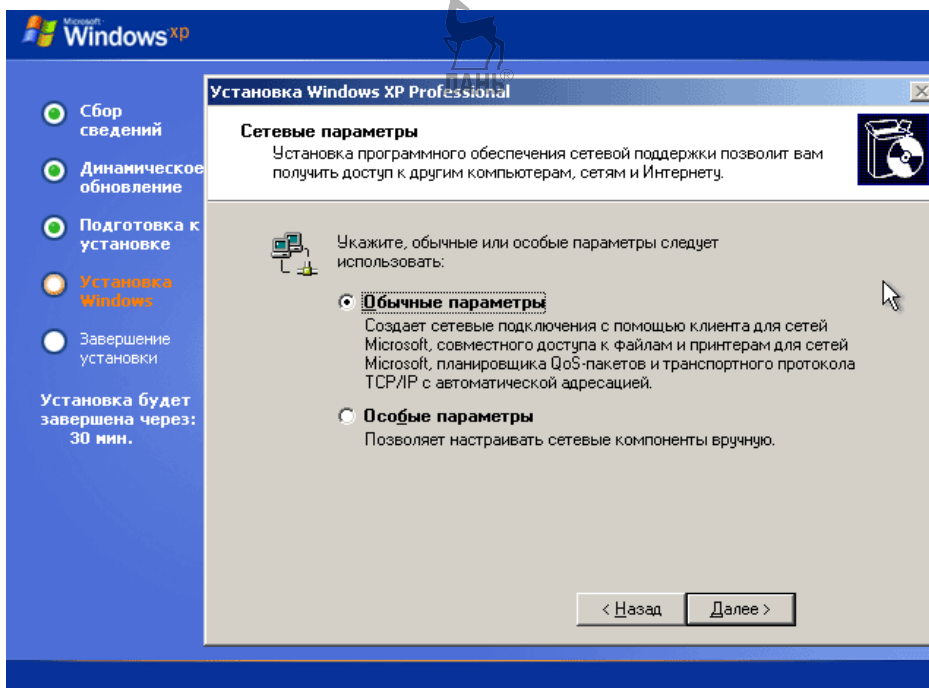 Microsoft
Windows xp
ЛАНЬ®
Установка Windows XP Professional
Сбор
сведений
Динамическое
обновление
Подготовка к
установке
Установка
Windows
Завершение
установки
Установка будет
завершена через:
30 мин.
Сетевые параметры
Установка программного обеспечения сетевой поддержки позволит вам
получить доступ к другим компьютерам, сетям и Интернету.
Укажите, обычные или особые параметры следует
использовать:
Обычные параметры
Создает сетевые подключения с помощью клиента для сетей
Microsoft, совместного доступа к файлам и принтерам для сетей
Microsoft, планировщика QoS-пакетов и транспортного протокола
TCP/IP с автоматической адресацией.
Особые параметры
Позволяет настраивать сетевые компоненты вручную.
< Назад
Далее >